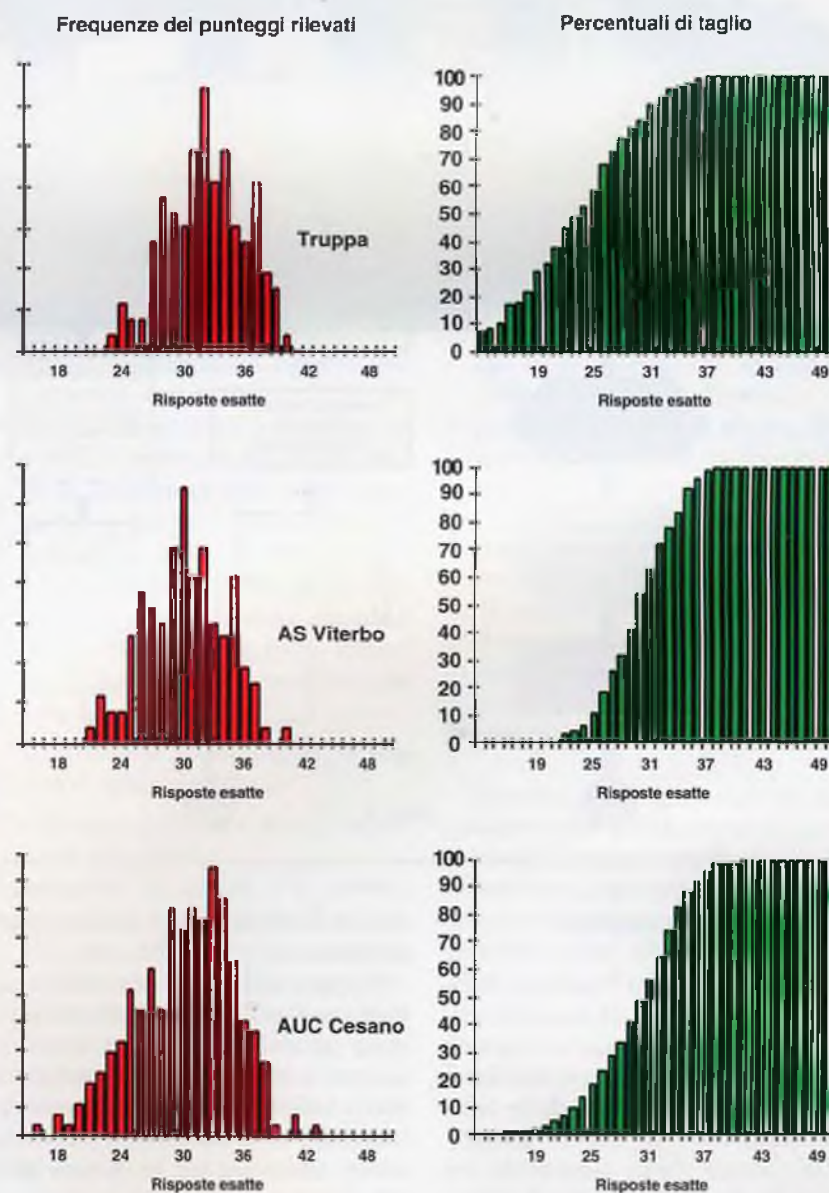 Frequenze dei punteggi rilevati
Percentuali di taglio
Truppa
18 24 30 36 42 48
Risposte esatte
100
90
80
70
60
50
40
30
20
10
0
19 25 31 37 43 49
Risposte esatte
AS Viterbo
18 24 30 36 42 48
Risposte esatte
100
90
80
70
60
50
40
30
20
10
0
19 25 31 37 43 49
Risposte esatte
AUC Cesano
18 24 30 36 42 48
Risposte esatte
100
90
80
70
60
50
40
30
20
10
0
19 25 31 37 43 49
Risposte esatte